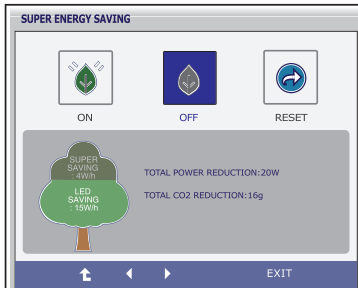 SUPER ENERGY SAVING
ON
OFF
RESET
SUPER
SAVING
: 4W/h
LED
SAVING
: 15W/h
TOTAL POWER REDUCTION:20W
TOTAL CO2 REDUCTION:16g
EXIT